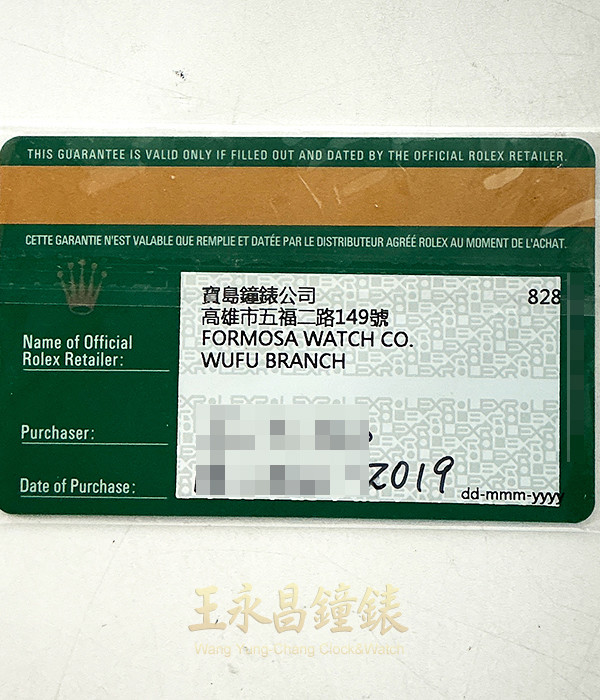 THIS GUARANTEE IS VALID ONLY IF FILLED OUT AND DATED BY THE OFFICIAL ROLEX RETAILER.
CETTE GARANTIE N'EST VALABLE QUE REMPLIE ET DATÉE PAR LE DISTRIBUTEUR AGRÉÉ ROLEX AU MOMENT DE L'ACHAT.
寶島鐘錶公司 828
高雄市五福二路149號
FORMOSA WATCH CO.
WUFU BRANCH
Name of Official
Rolex Retailer:
Purchaser:
Date of Purchase: 2019
dd-mmm-yyyy
王永昌鐘錶
Wang Yung-Chang Clock&Watch